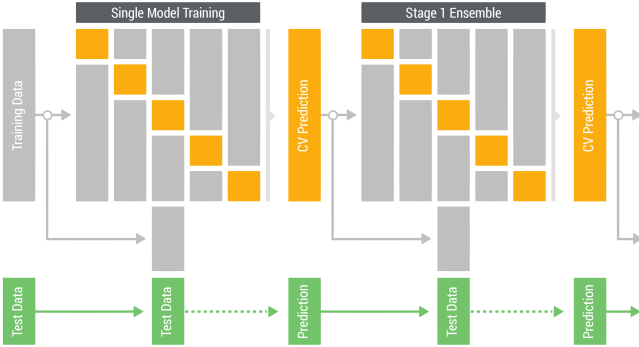 Single Model Training
Stage 1 Ensemble
Training Data
CV Prediction
CV Prediction
Test Data
Test Data
Prediction
Test Data
Prediction